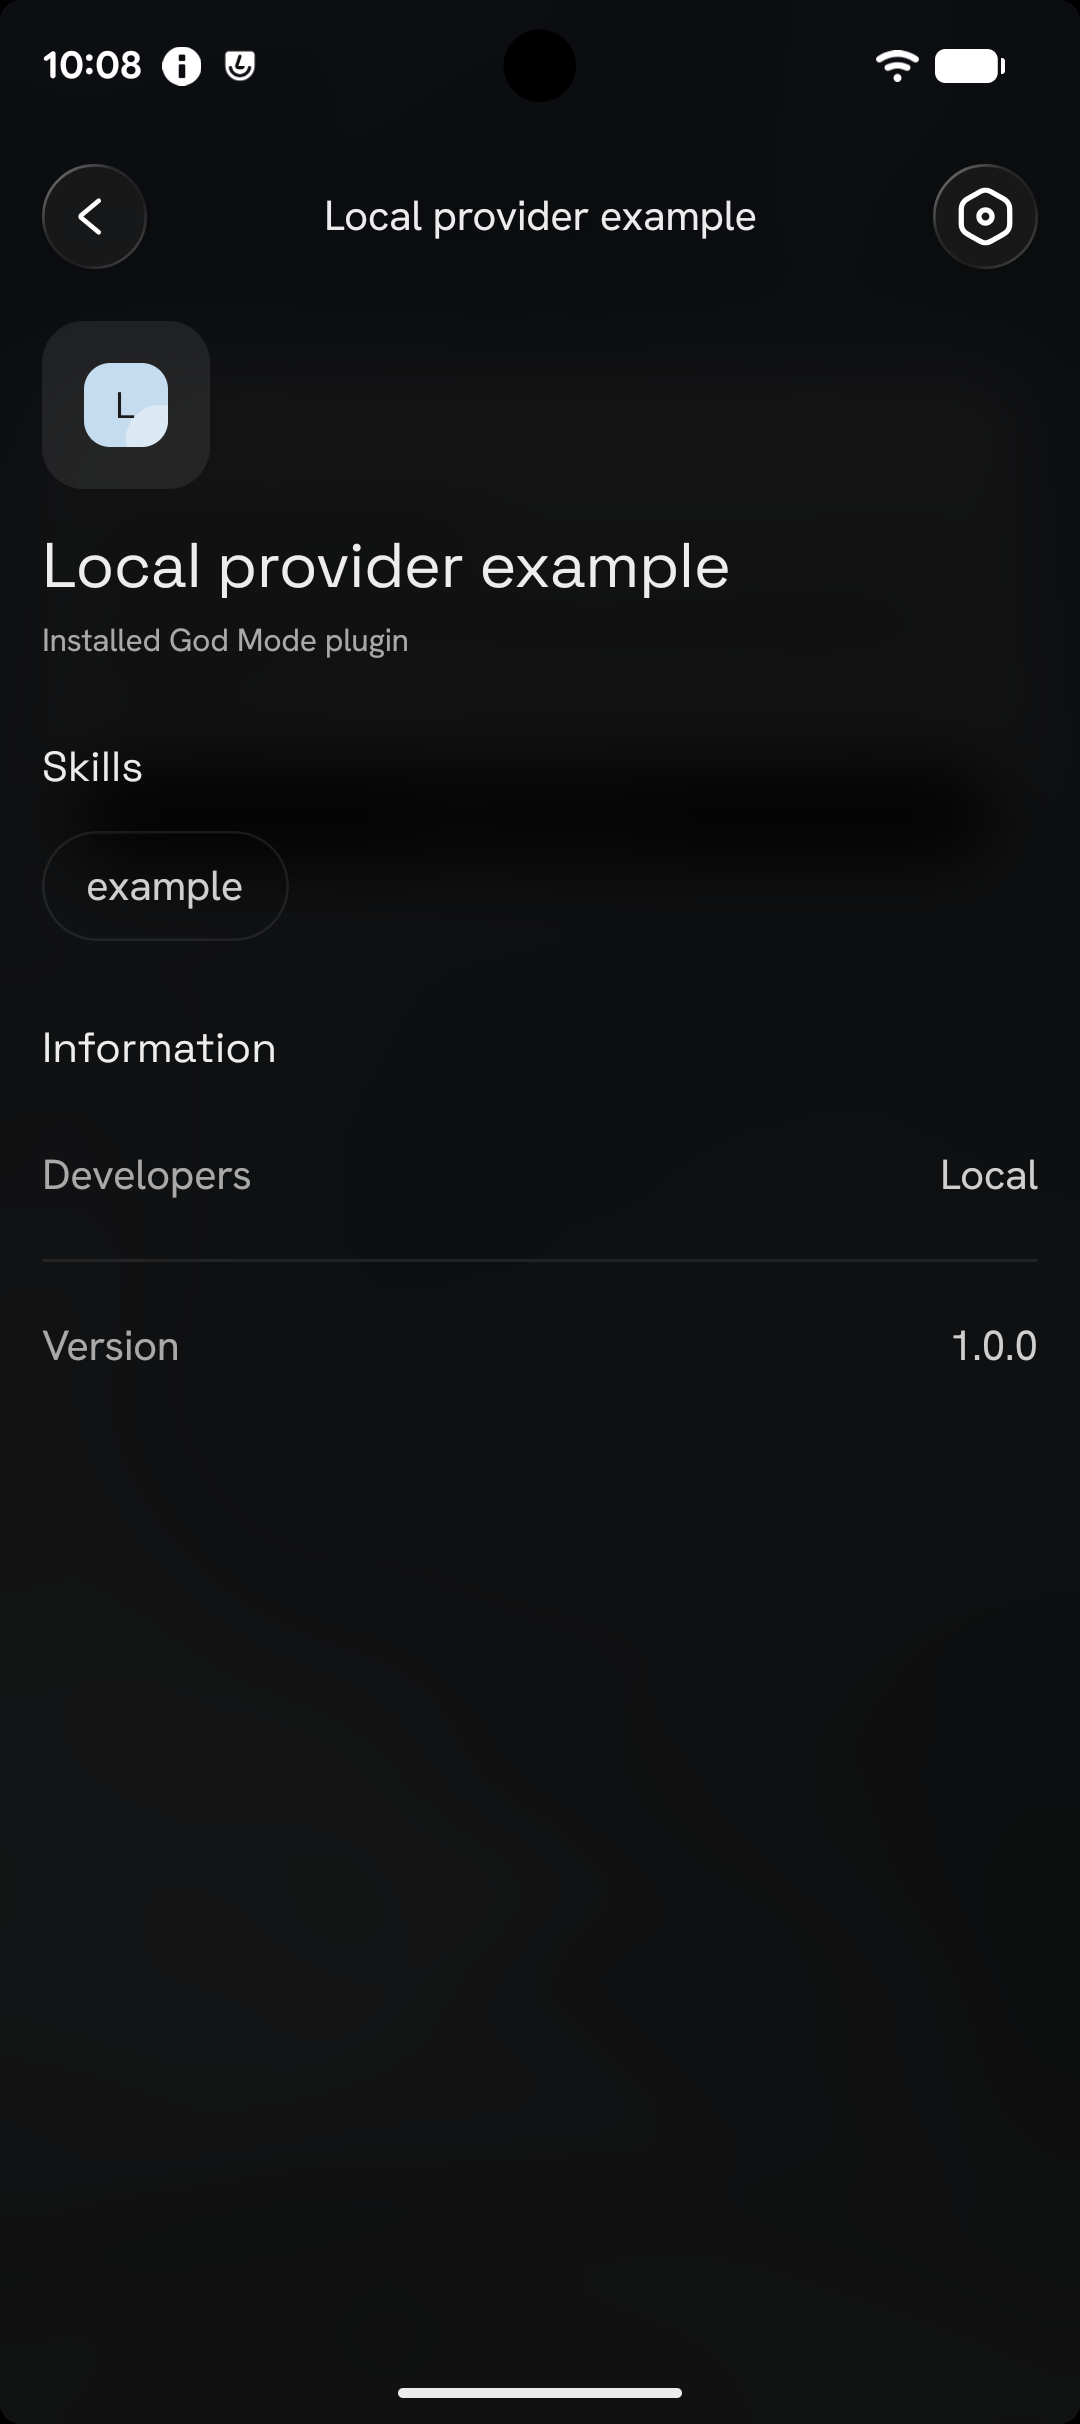 10:08
Local provider example
L
Local provider example
Installed God Mode plugin
Skills
example
Information
Developers Local
Version 1.0.0